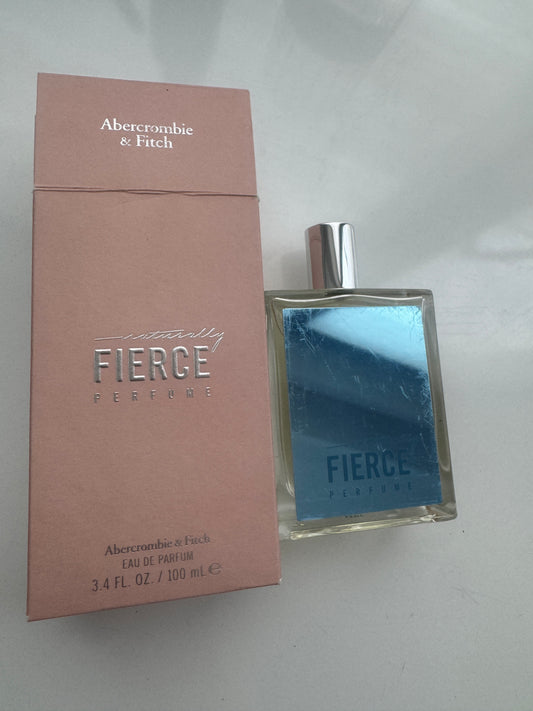 Abercrombie
& Fitch
naturally
FIERCE
PERFUME
Abercrombie & Fitch
EAU DE PARFUM
3.4 FL. OZ. / 100 mL ℮
FIERCE
PERFUME